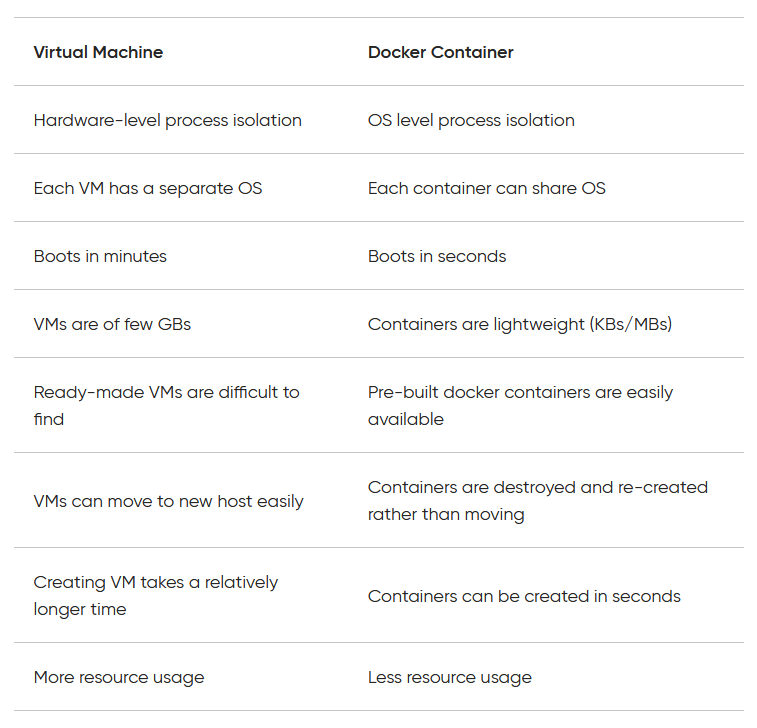 Virtual Machine Docker Container
Hardware-level process isolation OS level process isolation
Each VM has a separate OS Each container can share OS
Boots in minutes Boots in seconds
VMs are of few GBs Containers are lightweight (KBs/MBs)
Ready-made VMs are difficult to
find
Pre-built docker containers are easily
available
VMs can move to new host easily
Containers are destroyed and re-created
rather than moving
Creating VM takes a relatively
longer time
Containers can be created in seconds
More resource usage Less resource usage